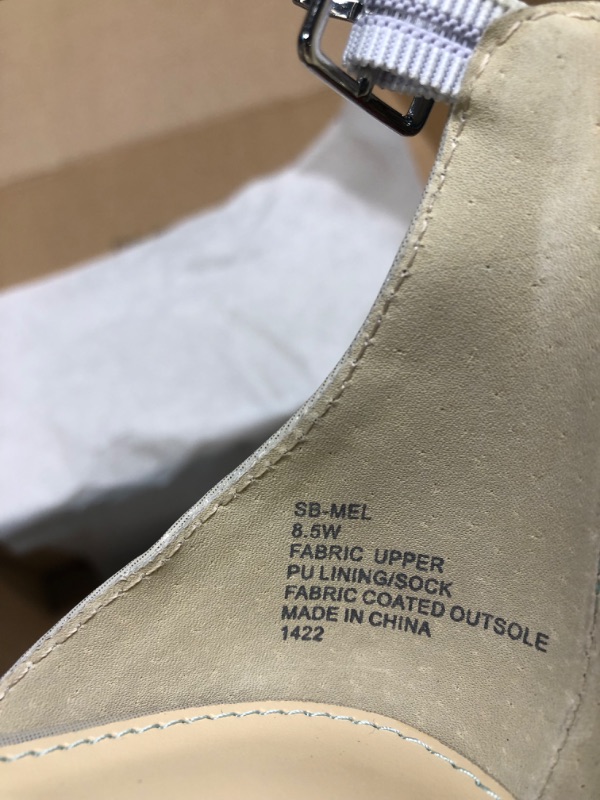 SB-MEL
8.5W
FABRIC UPPER
PU LINING/SOCK
FABRIC COATED OUTSOLE
MADE IN CHINA
1422